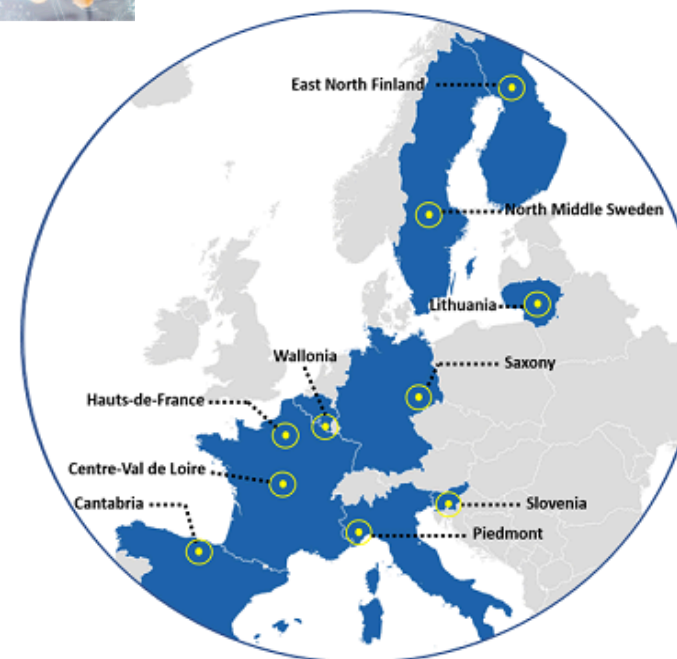 East North Finland
North Middle Sweden
Lithuania
Wallonia
Saxony
Hauts-de-France
Centre-Val de Loire
Cantabria
Slovenia
Piedmont